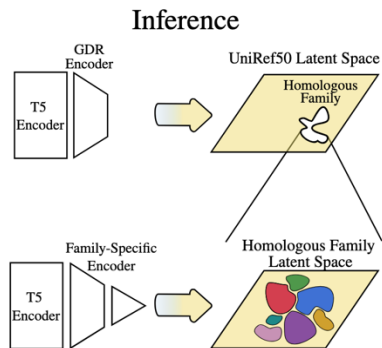 Inference
GDR
Encoder
T5
Encoder
UniRef50 Latent Space
Homologous
Family
Family-Specific
Encoder
T5
Encoder
Homologous Family
Latent Space